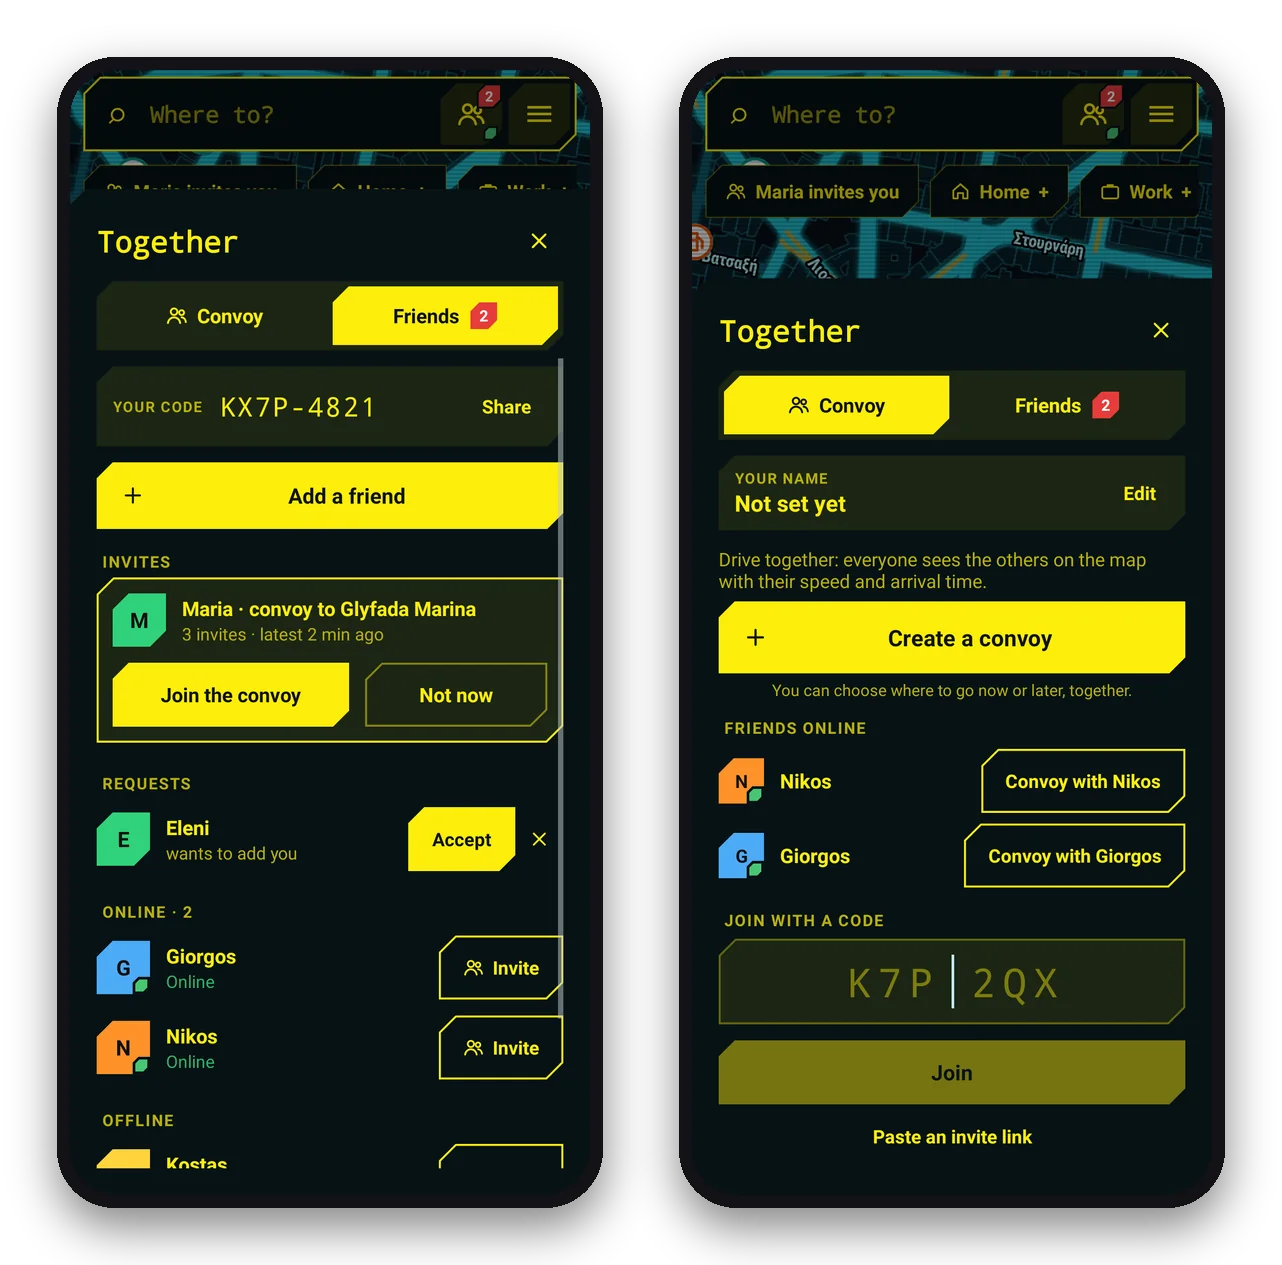 Where to?
2
Maria invites you
Home +
Work +
Together
Convoy
Friends 2
YOUR CODE KX7P-4821 Share
+ Add a friend
INVITES
M
Maria · convoy to Glyfada Marina
3 invites · latest 2 min ago
Join the convoy
Not now
REQUESTS
E
Eleni
wants to add you
Accept
ONLINE · 2
G
Giorgos
Online
Invite
N
Nikos
Online
Invite
OFFLINE
Kostas
Where to?
2
Maria invites you
Home +
Work +
Στουρνάρη
Βατσαξή
Together
Convoy
Friends 2
YOUR NAME
Not set yet
Edit
Drive together: everyone sees the others on the map
with their speed and arrival time.
+ Create a convoy
You can choose where to go now or later, together.
FRIENDS ONLINE
N
Nikos
Convoy with Nikos
G
Giorgos
Convoy with Giorgos
JOIN WITH A CODE
K7P 2QX
Join
Paste an invite link